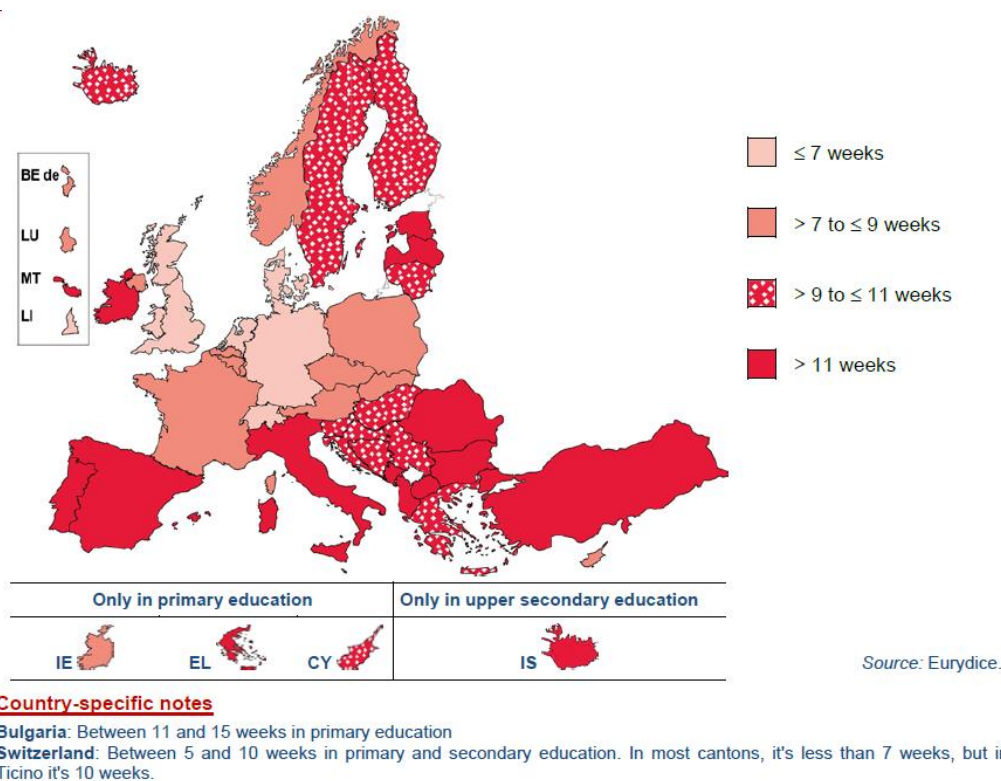 BE de
LU
MT
LI
≤ 7 weeks
> 7 to ≤ 9 weeks
> 9 to ≤ 11 weeks
> 11 weeks
Only in primary education
Only in upper secondary education
IE
EL
CY
IS
Source: Eurydice.
Country-specific notes
Bulgaria: Between 11 and 15 weeks in primary education
Switzerland: Between 5 and 10 weeks in primary and secondary education. In most cantons, it's less than 7 weeks, but in
Ticino it's 10 weeks.